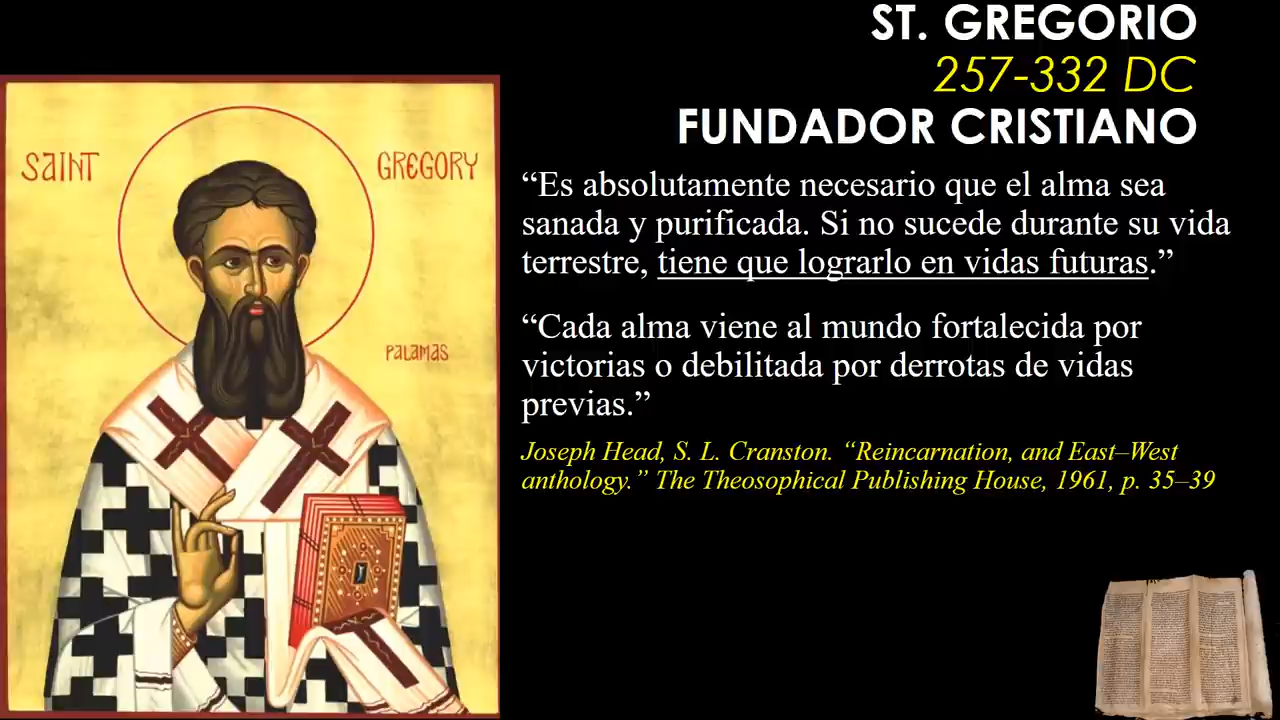 ST. GREGORIO
257-332 DC
FUNDADOR CRISTIANO
SAINT GREGORY
PALAMAS
“Es absolutamente necesario que el alma sea
sanada y purificada. Si no sucede durante su vida
terrestre, tiene que lograrlo en vidas futuras.”
“Cada alma viene al mundo fortalecida por
victorias o debilitada por derrotas de vidas
previas.”
Joseph Head, S. L. Cranston. “Reincarnation, and East–West
anthology.” The Theosophical Publishing House, 1961, p. 35–39